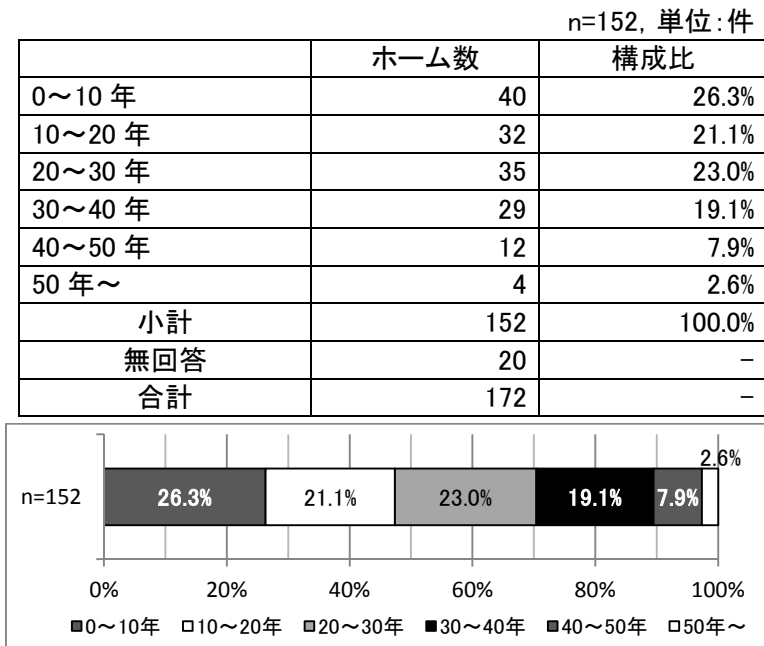 n=152, 単位:件
ホーム数 構成比
0～10 年 40 26.3%
10～20 年 32 21.1%
20～30 年 35 23.0%
30～40 年 29 19.1%
40～50 年 12 7.9%
50 年～ 4 2.6%
小計 152 100.0%
無回答 20 －
合計 172 －
2.6%
n=152 26.3% 21.1% 23.0% 19.1% 7.9%
0% 20% 40% 60% 80% 100%
0～10年 10～20年 20～30年 30～40年 40～50年 50年～